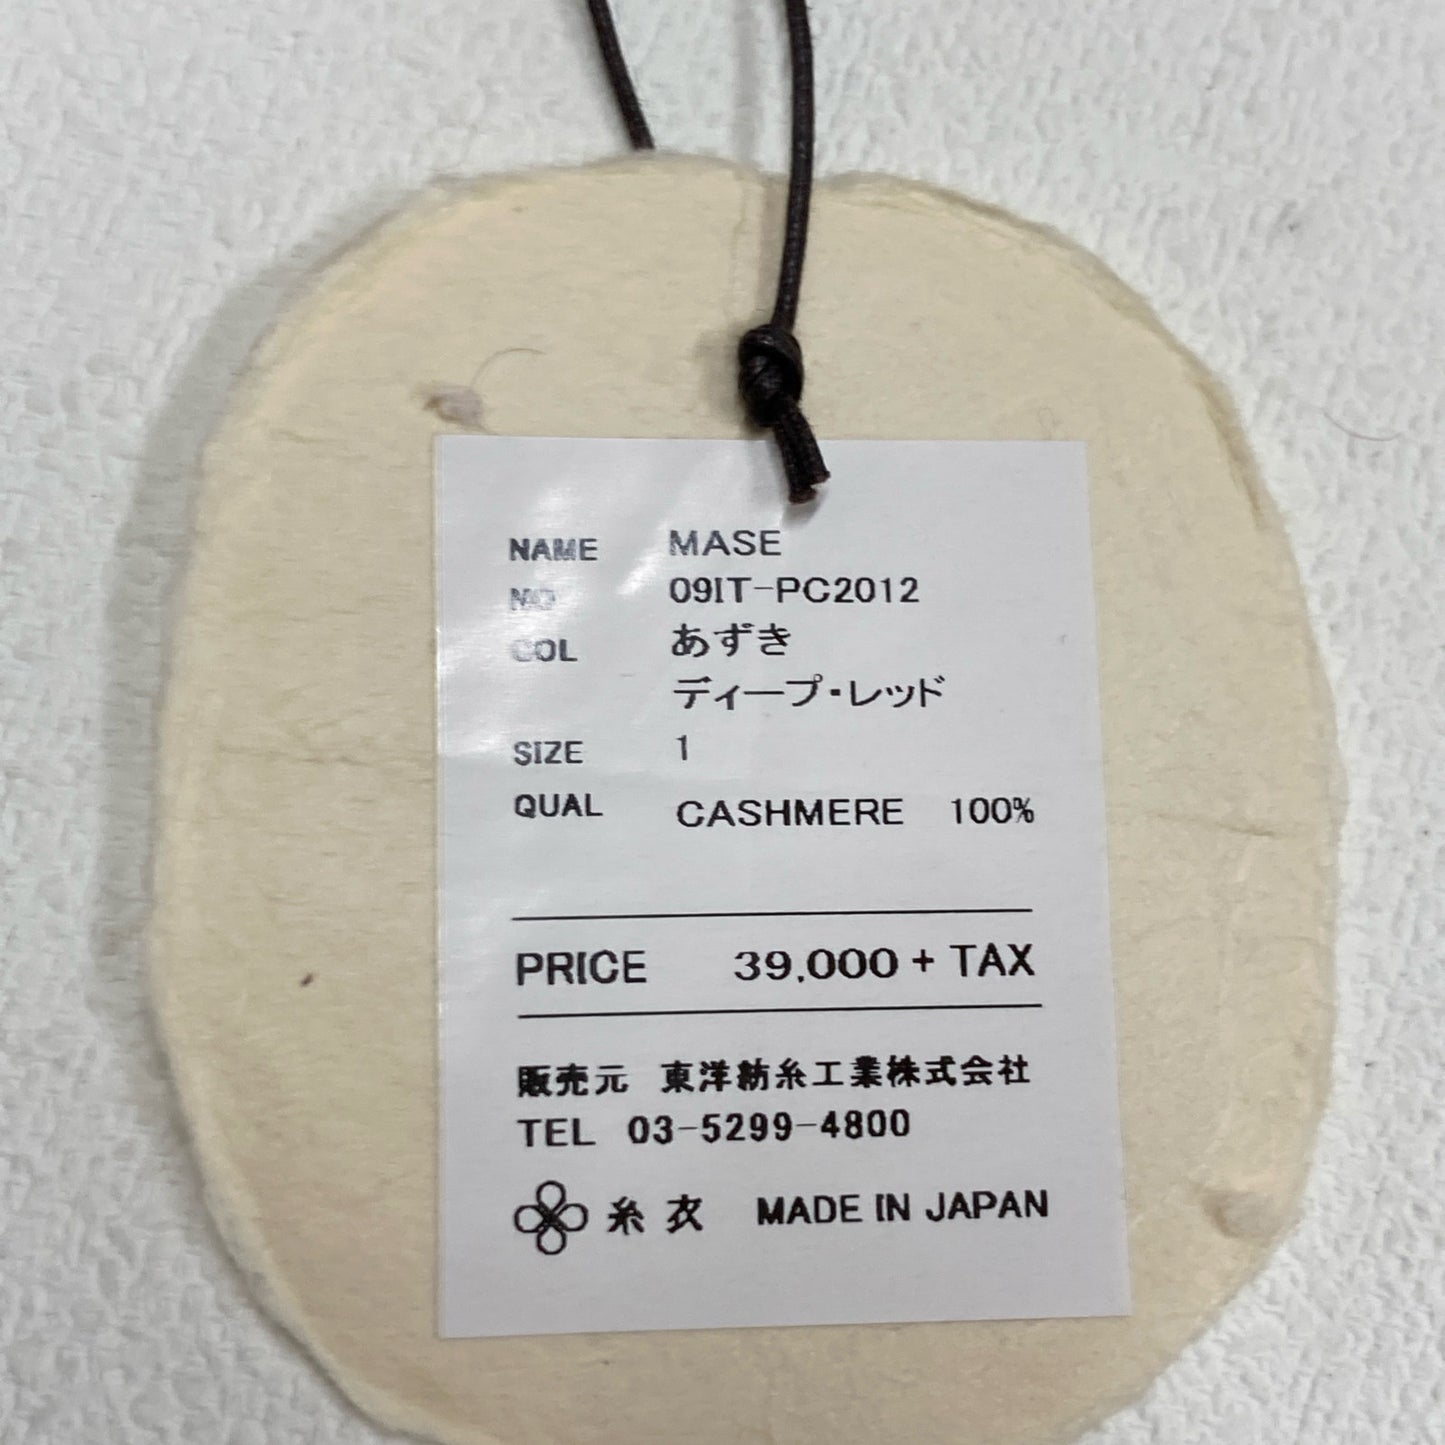 NAME MASE
NO 09IT-PC2012
COL あずき
ディープ・レッド
SIZE 1
QUAL CASHMERE 100%
PRICE 39,000 + TAX
販売元 東洋紡糸工業株式会社
TEL 03-5299-4800
糸衣 MADE IN JAPAN